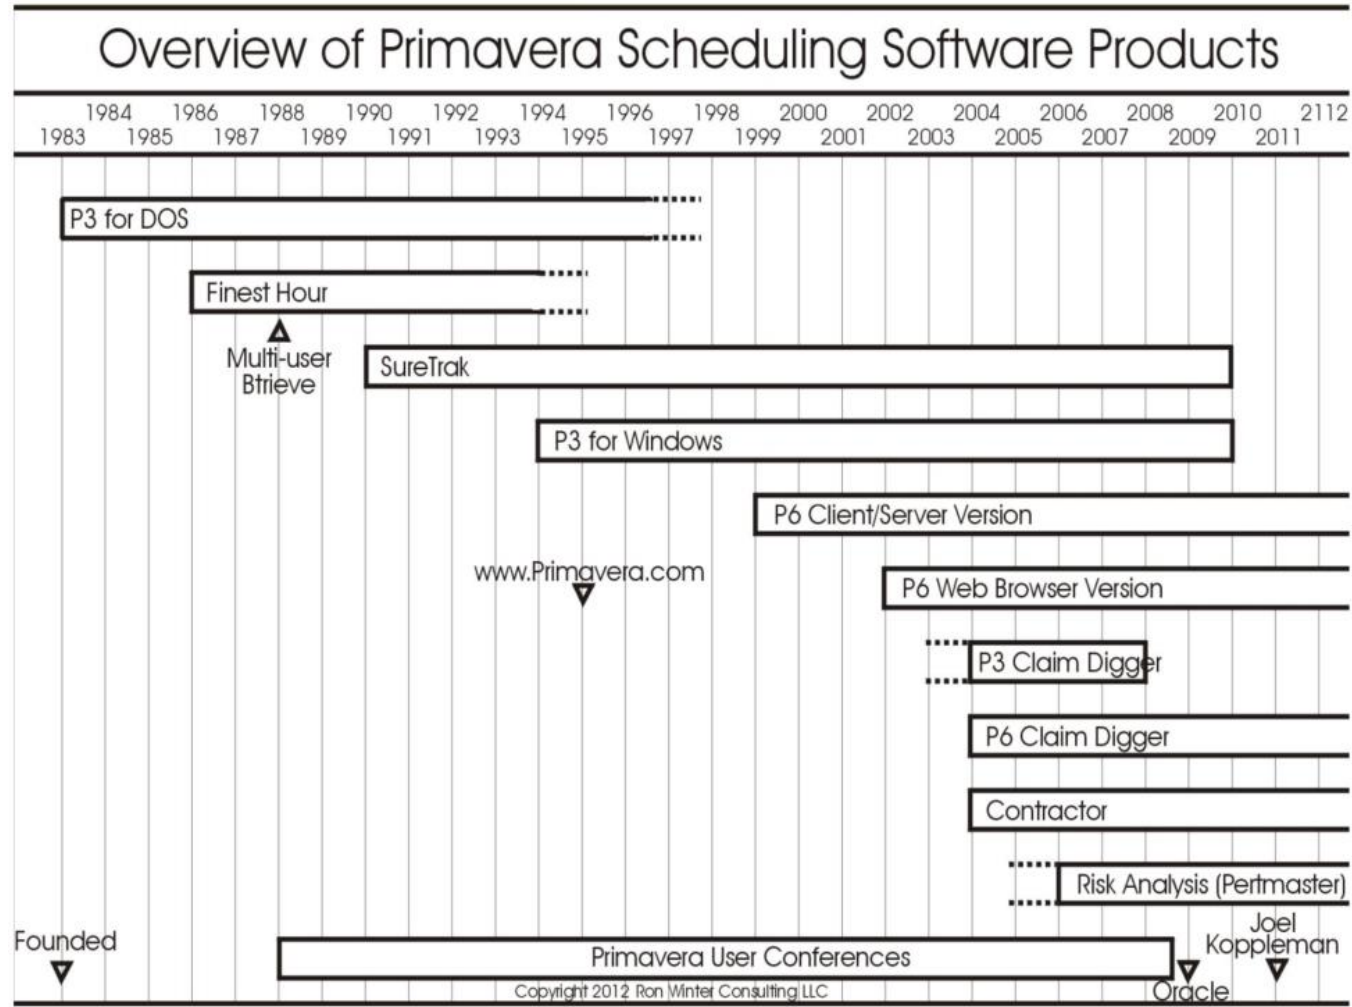 Overview of Primavera Scheduling Software Products
1984 1986 1988 1990 1992 1994 1996 1998 2000 2002 2004 2006 2008 2010 2112
1983 1985 1987 1989 1991 1993 1995 1997 1999 2001 2003 2005 2007 2009 2011
P3 for DOS
Finest Hour
Multi-user
Btrieve
SureTrak
P3 for Windows
P6 Client/Server Version
www.Primavera.com
P6 Web Browser Version
P3 Claim Digger
P6 Claim Digger
Contractor
Risk Analysis (Pertmaster)
Founded
Joel
Koppleman
Primavera User Conferences
Oracle
Copyright 2012 Ron Winter Consulting LLC